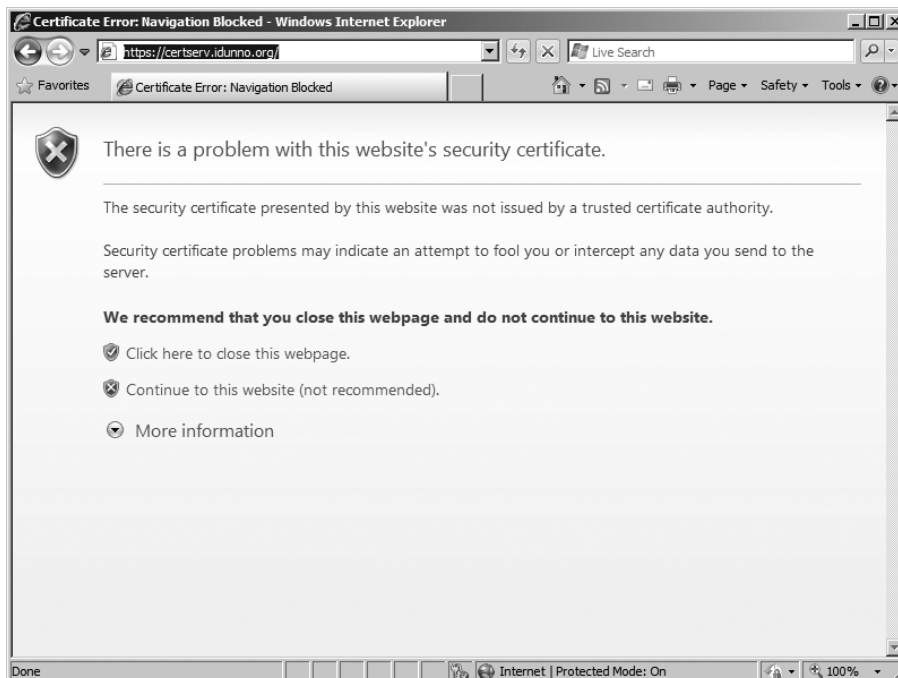 Certificate Error: Navigation Blocked - Windows Internet Explorer
https://certserv.idunno.org/
Live Search
Favorites
Certificate Error: Navigation Blocked
Page
Safety
Tools
There is a problem with this website's security certificate.
The security certificate presented by this website was not issued by a trusted certificate authority.
Security certificate problems may indicate an attempt to fool you or intercept any data you send to the
server.
We recommend that you close this webpage and do not continue to this website.
Click here to close this webpage.
Continue to this website (not recommended).
More information
Done
Internet | Protected Mode: On
100%